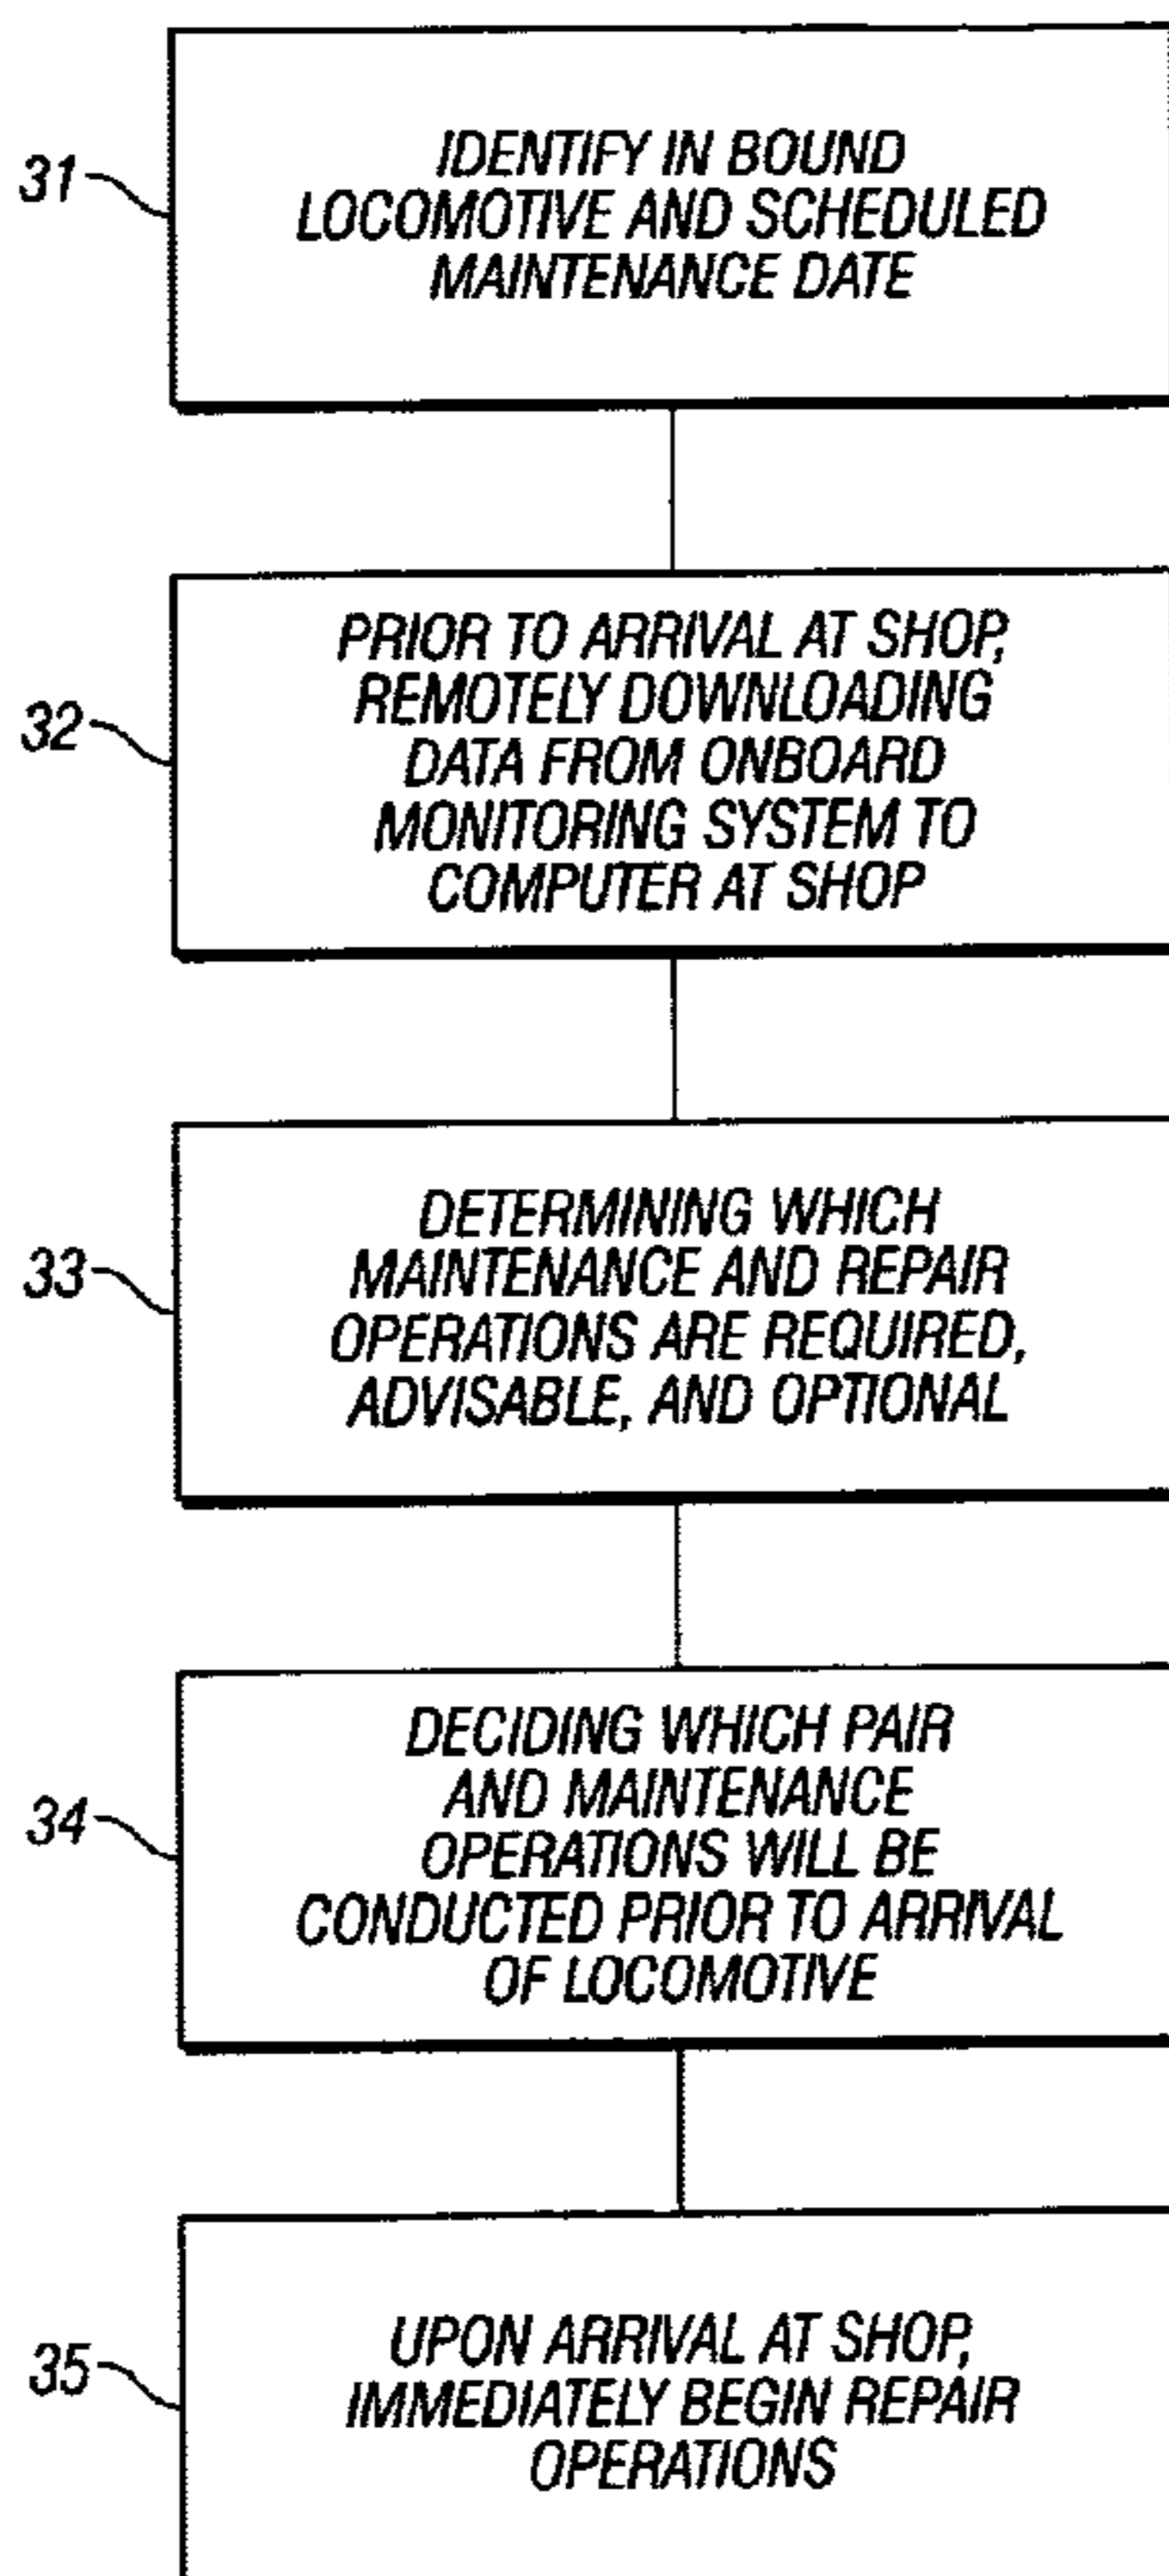 31
IDENTIFY IN BOUND
LOCOMOTIVE AND SCHEDULED
MAINTENANCE DATE
32
PRIOR TO ARRIVAL AT SHOP,
REMOTELY DOWNLOADING
DATA FROM ONBOARD
MONITORING SYSTEM TO
COMPUTER AT SHOP
33
DETERMINING WHICH
MAINTENANCE AND REPAIR
OPERATIONS ARE REQUIRED,
ADVISABLE, AND OPTIONAL
34
DECIDING WHICH PAIR
AND MAINTENANCE
OPERATIONS WILL BE
CONDUCTED PRIOR TO ARRIVAL
OF LOCOMOTIVE
35
UPON ARRIVAL AT SHOP,
IMMEDIATELY BEGIN REPAIR
OPERATIONS